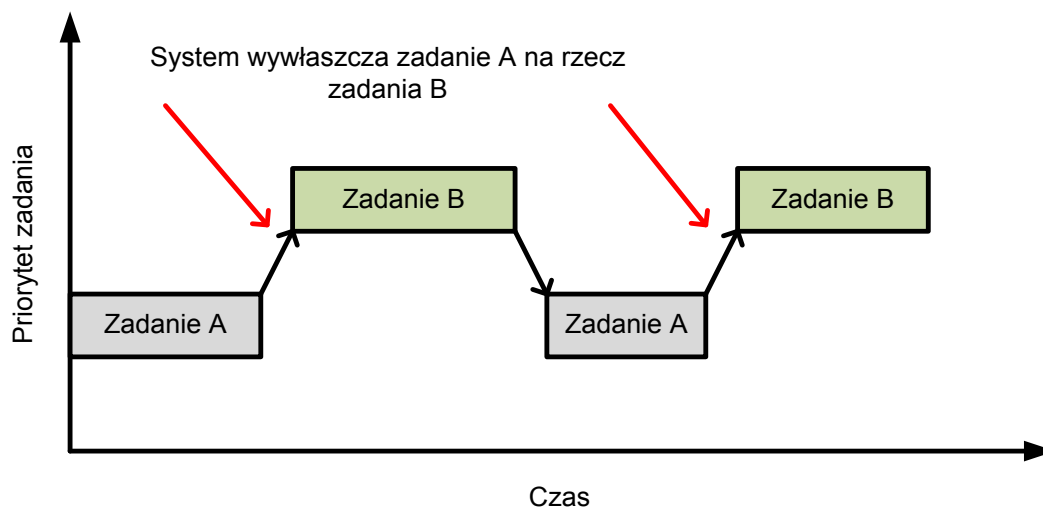 System wywłaszcza zadanie A na rzecz
zadania B
Priorytet zadania
Zadanie B
Zadanie B
Zadanie A
Zadanie A
Czas